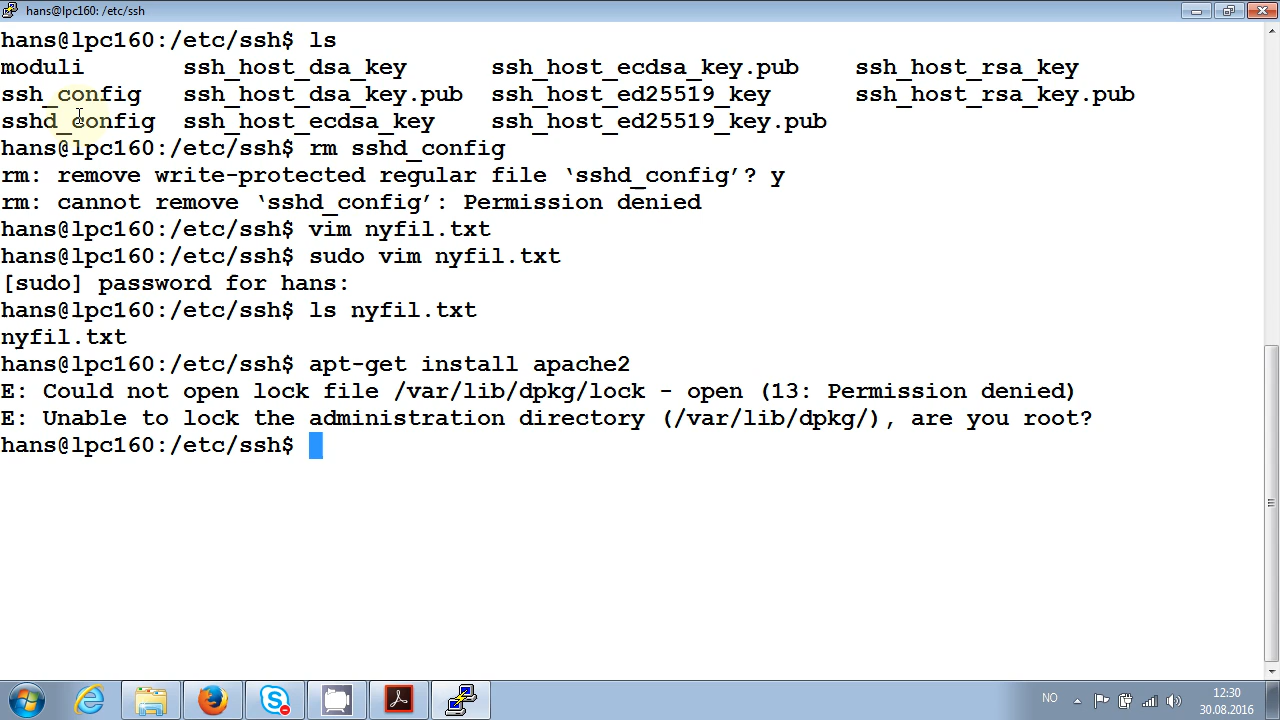 hans@lpc160: /etc/ssh
hans@lpc160:/etc/ssh$ ls
moduli ssh_host_dsa_key ssh_host_ecdsa_key.pub ssh_host_rsa_key
ssh_config ssh_host_dsa_key.pub ssh_host_ed25519_key ssh_host_rsa_key.pub
sshd_config ssh_host_ecdsa_key ssh_host_ed25519_key.pub
hans@lpc160:/etc/ssh$ rm sshd_config
rm: remove write-protected regular file ‘sshd_config’? y
rm: cannot remove ‘sshd_config’: Permission denied
hans@lpc160:/etc/ssh$ vim nyfil.txt
hans@lpc160:/etc/ssh$ sudo vim nyfil.txt
[sudo] password for hans:
hans@lpc160:/etc/ssh$ ls nyfil.txt
nyfil.txt
hans@lpc160:/etc/ssh$ apt-get install apache2
E: Could not open lock file /var/lib/dpkg/lock - open (13: Permission denied)
E: Unable to lock the administration directory (/var/lib/dpkg/), are you root?
hans@lpc160:/etc/ssh$
NO
12:30
30.08.2016